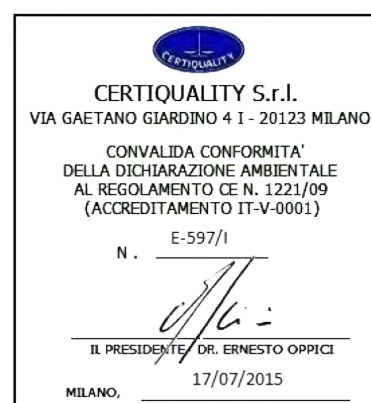 CERTIQUALITY
CERTIQUALITY S.r.l.
VIA GAETANO GIARDINO 4 I - 20123 MILANO
CONVALIDA CONFORMITA'
DELLA DICHIARAZIONE AMBIENTALE
AL REGOLAMENTO CE N. 1221/09
(ACCREDITAMENTO IT-V-0001)
N . E-597/I
IL PRESIDENTE DR. ERNESTO OPPICI
MILANO, 17/07/2015